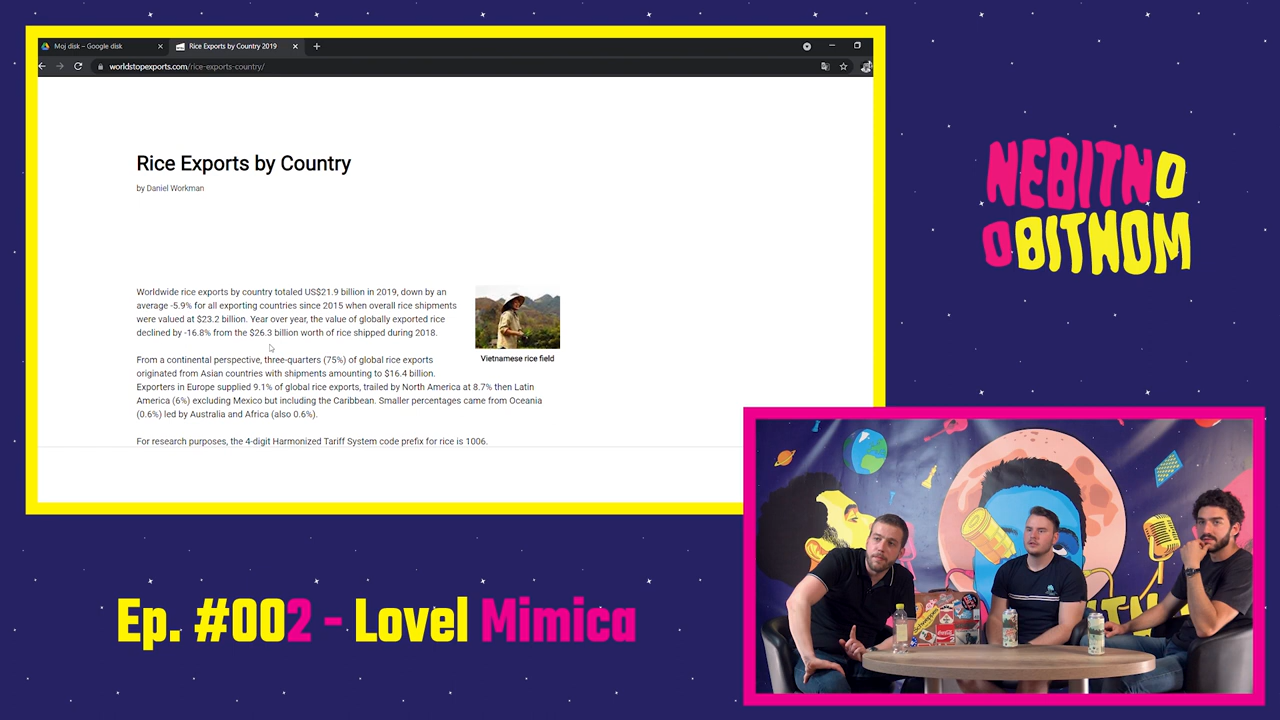 Moj disk – Google disk
Rice Exports by Country 2019
worldstopexports.com/rice-exports-country/
Rice Exports by Country
by Daniel Workman
Worldwide rice exports by country totaled US$21.9 billion in 2019, down by an
average -5.9% for all exporting countries since 2015 when overall rice shipments
were valued at $23.2 billion. Year over year, the value of globally exported rice
declined by -16.8% from the $26.3 billion worth of rice shipped during 2018.
Vietnamese rice field
From a continental perspective, three-quarters (75%) of global rice exports
originated from Asian countries with shipments amounting to $16.4 billion.
Exporters in Europe supplied 9.1% of global rice exports, trailed by North America at 8.7% then Latin
America (6%) excluding Mexico but including the Caribbean. Smaller percentages came from Oceania
(0.6%) led by Australia and Africa (also 0.6%).
For research purposes, the 4-digit Harmonized Tariff System code prefix for rice is 1006.
NEBITNO
OBITNOM
Ep. #002 - Lovel Mimica